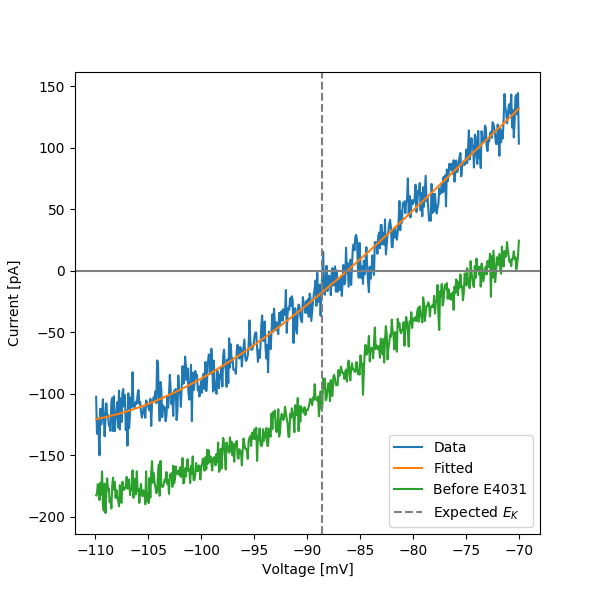 150
100
50
0
−50
−100
−150
−200
Current [pA]
−110 −105 −100 −95 −90 −85 −80 −75 −70
Voltage [mV]
Data
Fitted
Before E4031
Expected E_K